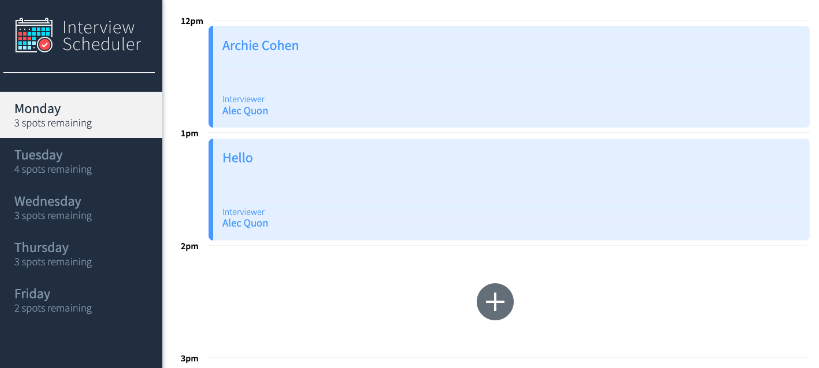 Interview
Scheduler
Monday
3 spots remaining
Tuesday
4 spots remaining
Wednesday
3 spots remaining
Thursday
3 spots remaining
Friday
2 spots remaining
12pm
Archie Cohen
Interviewer
Alec Quon
1pm
Hello
Interviewer
Alec Quon
2pm
3pm